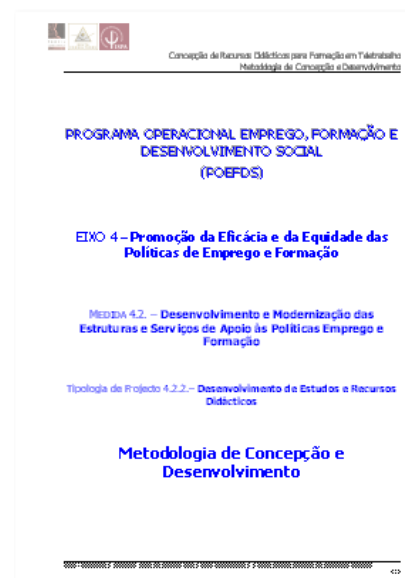 Concepção de Recursos Didácticos para Formação em Teletrabalho
Metodologia de Concepção e Desenvolvimento
PROGRAMA OPERACIONAL EMPREGO, FORMAÇÃO E
DESENVOLVIMENTO SOCIAL
(POEFDS)
EIXO 4 – Promoção da Eficácia e da Equidade das
Políticas de Emprego e Formação
MEDIDA 4.2. – Desenvolvimento e Modernização das
Estruturas e Serviços de Apoio às Políticas Emprego e
Formação
Tipologia de Projecto 4.2.2.– Desenvolvimento de Estudos e Recursos
Didácticos
Metodologia de Concepção e
Desenvolvimento